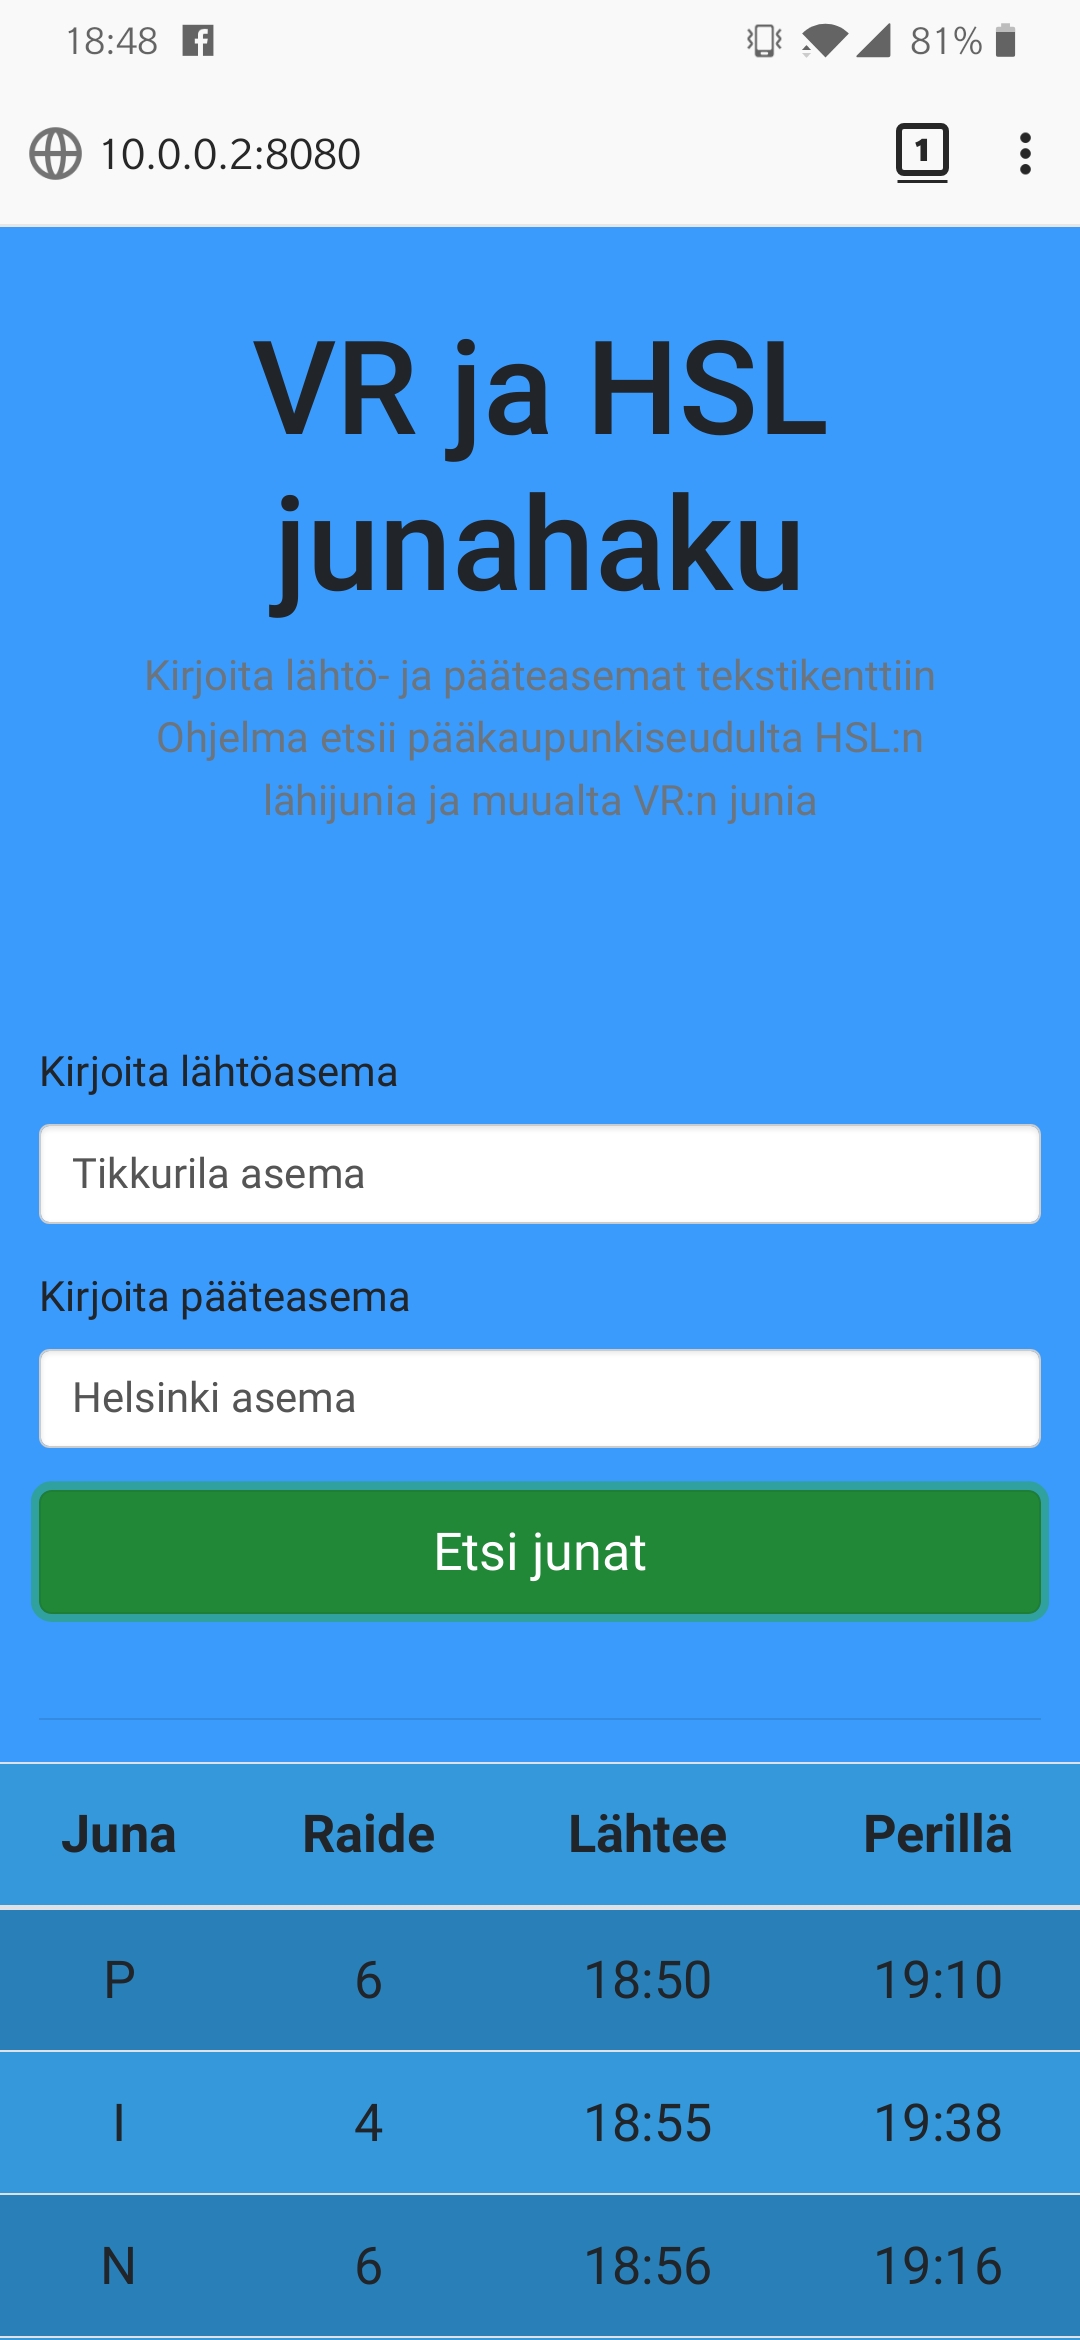 18:48 81%
10.0.0.2:8080 1
VR ja HSL
junahaku
Kirjoita lähtö- ja pääteasemat tekstikenttiin
Ohjelma etsii pääkaupunkiseudulta HSL:n
lähijunia ja muualta VR:n junia
Kirjoita lähtöasema
Tikkurila asema
Kirjoita pääteasema
Helsinki asema
Etsi junat
Juna Raide Lähtee Perillä
P 6 18:50 19:10
I 4 18:55 19:38
N 6 18:56 19:16